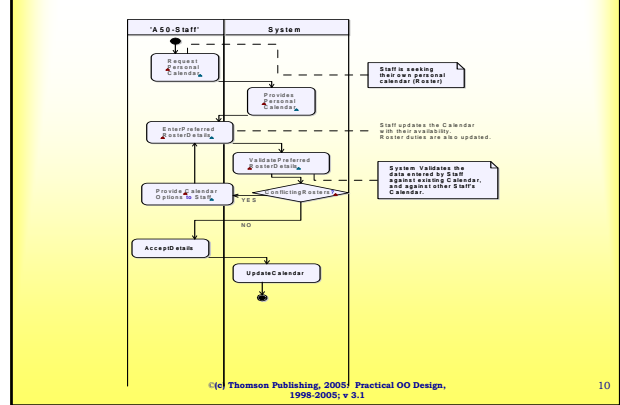 'A50-Staff'
System
Request
Personal
Calendar
Staff is seeking
their own personal
calendar (Roster)
Provides
Personal
Calendar
EnterPreferred
RosterDetails
Staff updates the Calendar
with their availability.
Roster duties are also updated.
ValidatePreferred
RosterDetails
System Validates the
data entered by Staff
against existing Calendar,
and against other Staff's
Calendar.
Provide Calendar
Options to Staff
ConflictingRosters?
YES
NO
AcceptDetails
UpdateCalendar
©(c) Thomson Publishing, 2005: Practical OO Design,
1998-2005; v 3.1
10